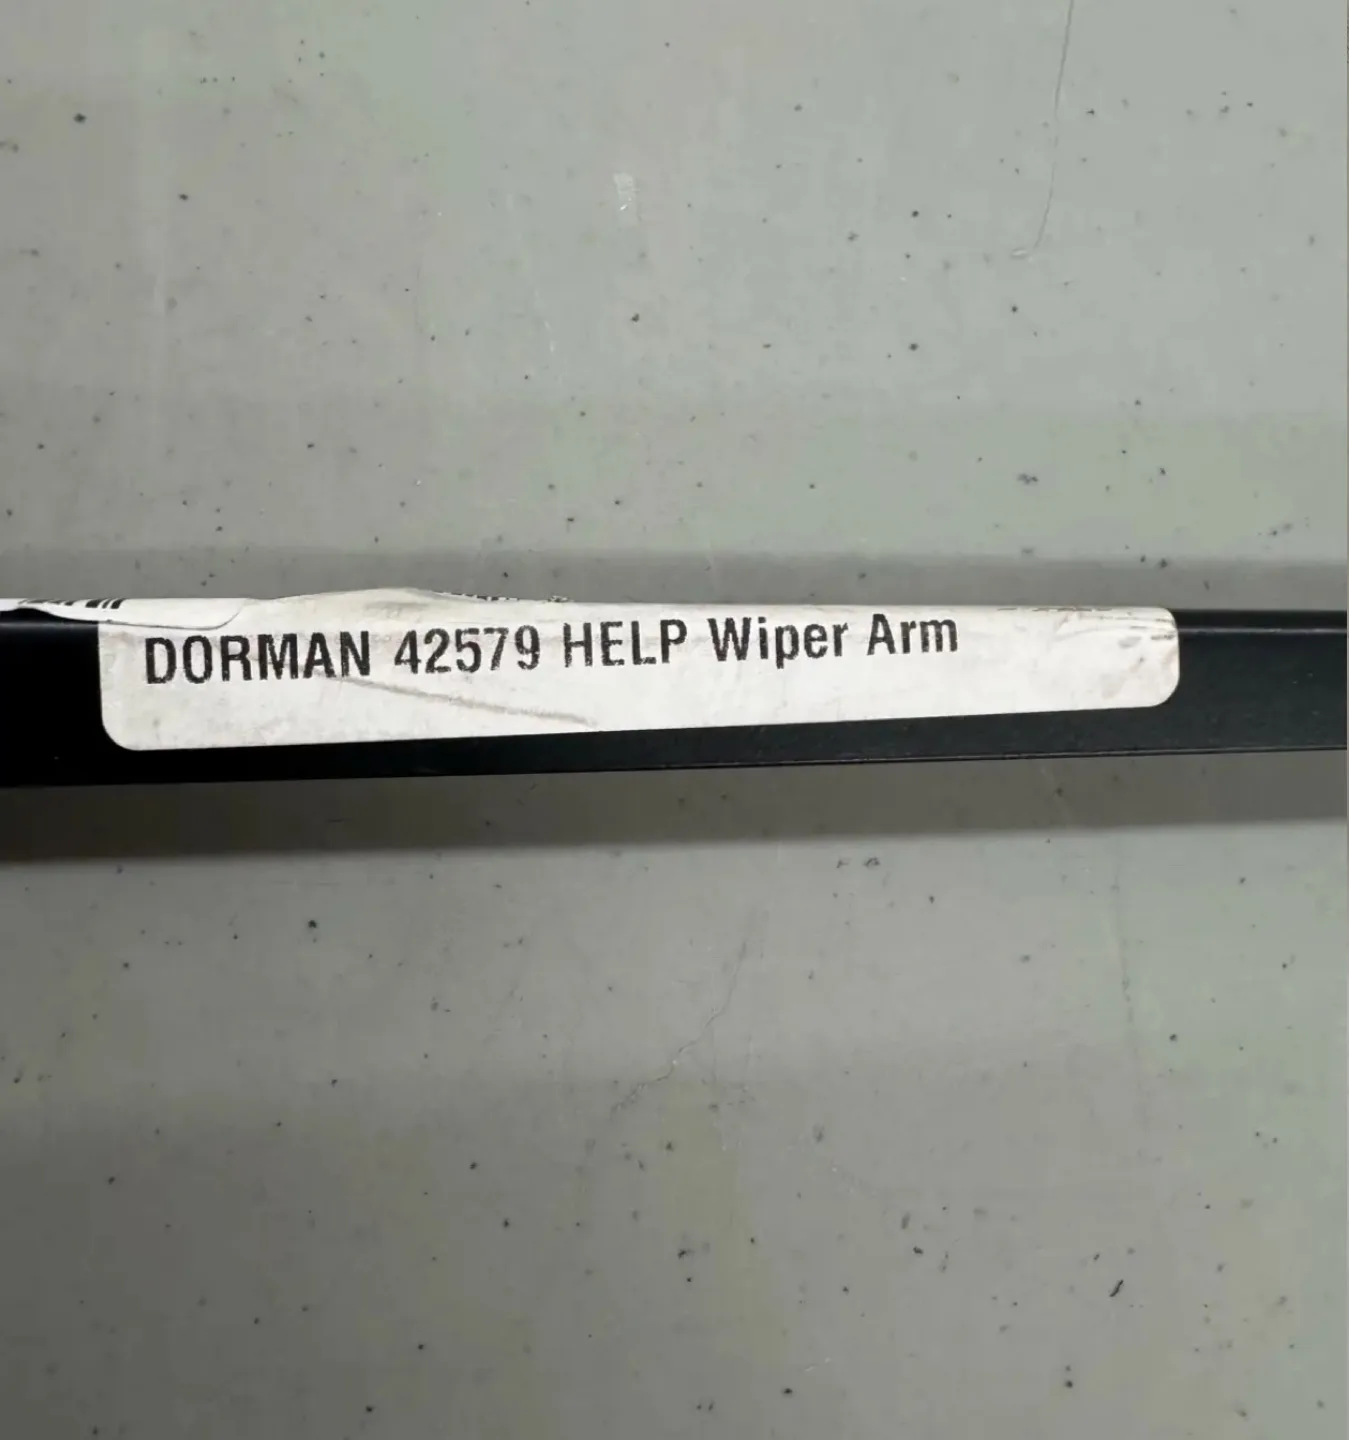 DORMAN 42579 HELP Wiper Arm